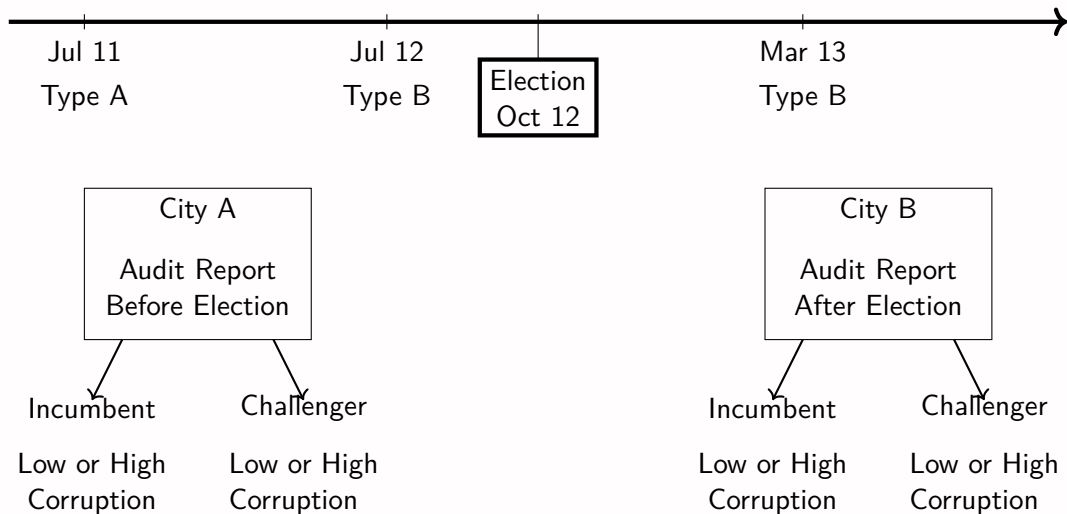 Jul 11
Type A
Jul 12
Type B
Election
Oct 12
Mar 13
Type B
City A
Audit Report
Before Election
Incumbent
Low or High
Corruption
Challenger
Low or High
Corruption
City B
Audit Report
After Election
Incumbent
Low or High
Corruption
Challenger
Low or High
Corruption